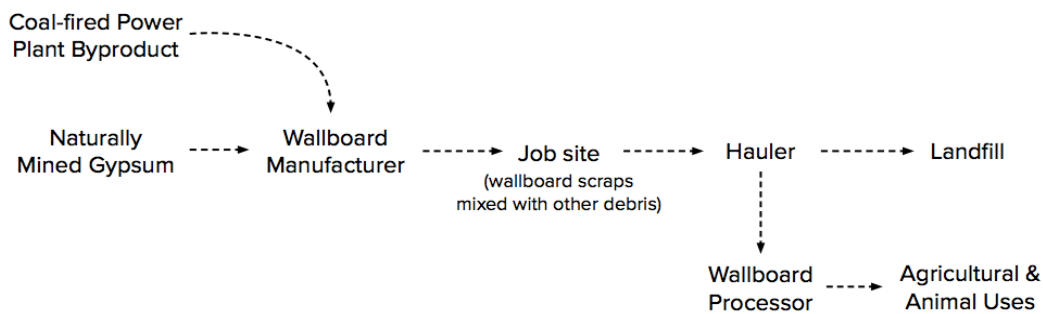 Coal-fired Power
Plant Byproduct
Naturally
Mined Gypsum
Wallboard
Manufacturer
Job site
(wallboard scraps
mixed with other debris)
Hauler
Landfill
Wallboard
Processor
Agricultural &
Animal Uses